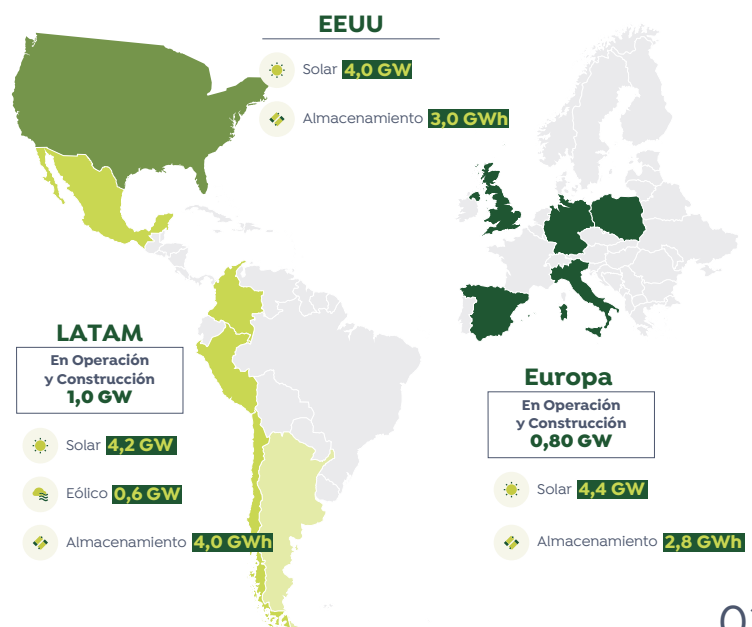 EEUU
Solar 4,0 GW
Almacenamiento 3,0 GWh
LATAM
En Operación
y Construcción
1,0 GW
Solar 4,2 GW
Eólico 0,6 GW
Almacenamiento 4,0 GWh
Europa
En Operación
y Construcción
0,80 GW
Solar 4,4 GW
Almacenamiento 2,8 GWh